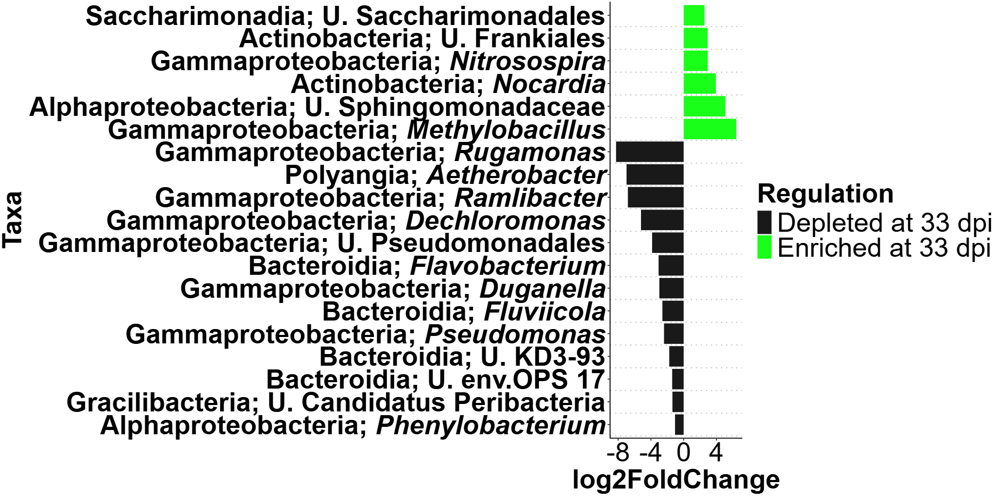 Saccharimonadia; U. Saccharimonadales
Actinobacteria; U. Frankiales
Gammaproteobacteria; Nitrosospira
Actinobacteria; Nocardia
Alphaproteobacteria; U. Sphingomonadaceae
Gammaproteobacteria; Methylobacillus
Gammaproteobacteria; Rugamonas
Polyangia; Aetherobacter
Gammaproteobacteria; Ramlibacter
Gammaproteobacteria; Dechloromonas
Gammaproteobacteria; U. Pseudomonadales
Bacteroidia; Flavobacterium
Gammaproteobacteria; Duganella
Bacteroidia; Fluviicola
Gammaproteobacteria; Pseudomonas
Bacteroidia; U. KD3-93
Bacteroidia; U. env.OPS 17
Gracilibacteria; U. Candidatus Peribacteria
Alphaproteobacteria; Phenylobacterium
Taxa
-8 -4 0 4
log2FoldChange
Regulation
Depleted at 33 dpi
Enriched at 33 dpi